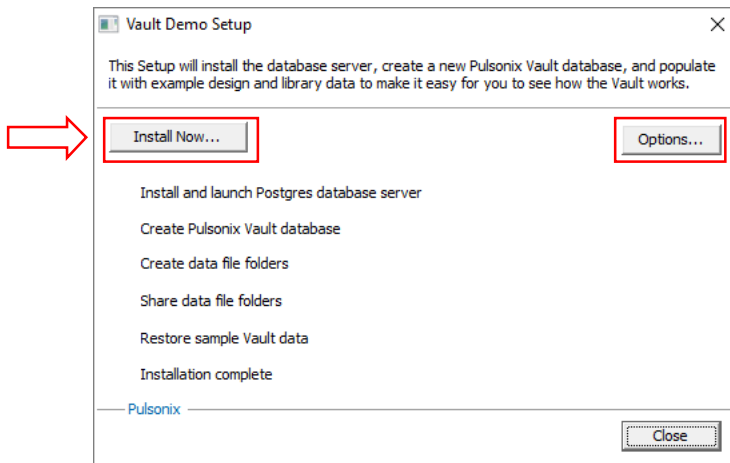 Vault Demo Setup
This Setup will install the database server, create a new Pulsonix Vault database, and populate
it with example design and library data to make it easy for you to see how the Vault works.
Install Now...
Options...
Install and launch Postgres database server
Create Pulsonix Vault database
Create data file folders
Share data file folders
Restore sample Vault data
Installation complete
Pulsonix
Close